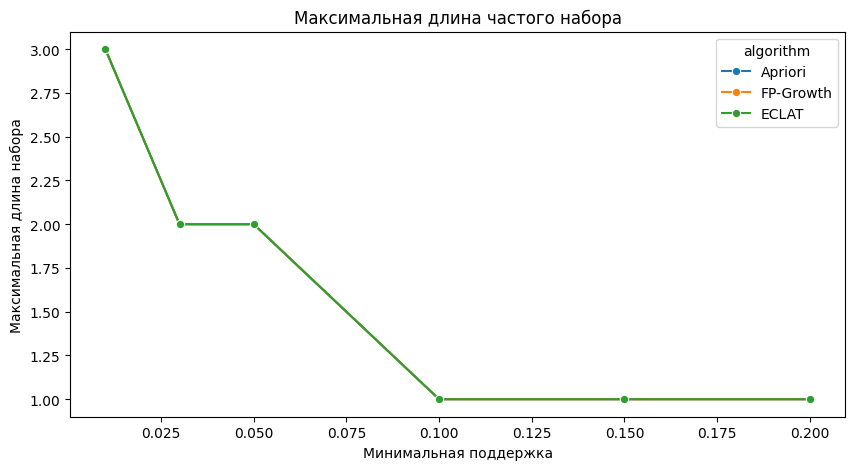 Максимальная длина частого набора
algorithm
Apriori
FP-Growth
ECLAT
Максимальная длина набора
3.00
2.75
2.50
2.25
2.00
1.75
1.50
1.25
1.00
0.025 0.050 0.075 0.100 0.125 0.150 0.175 0.200
Минимальная поддержка